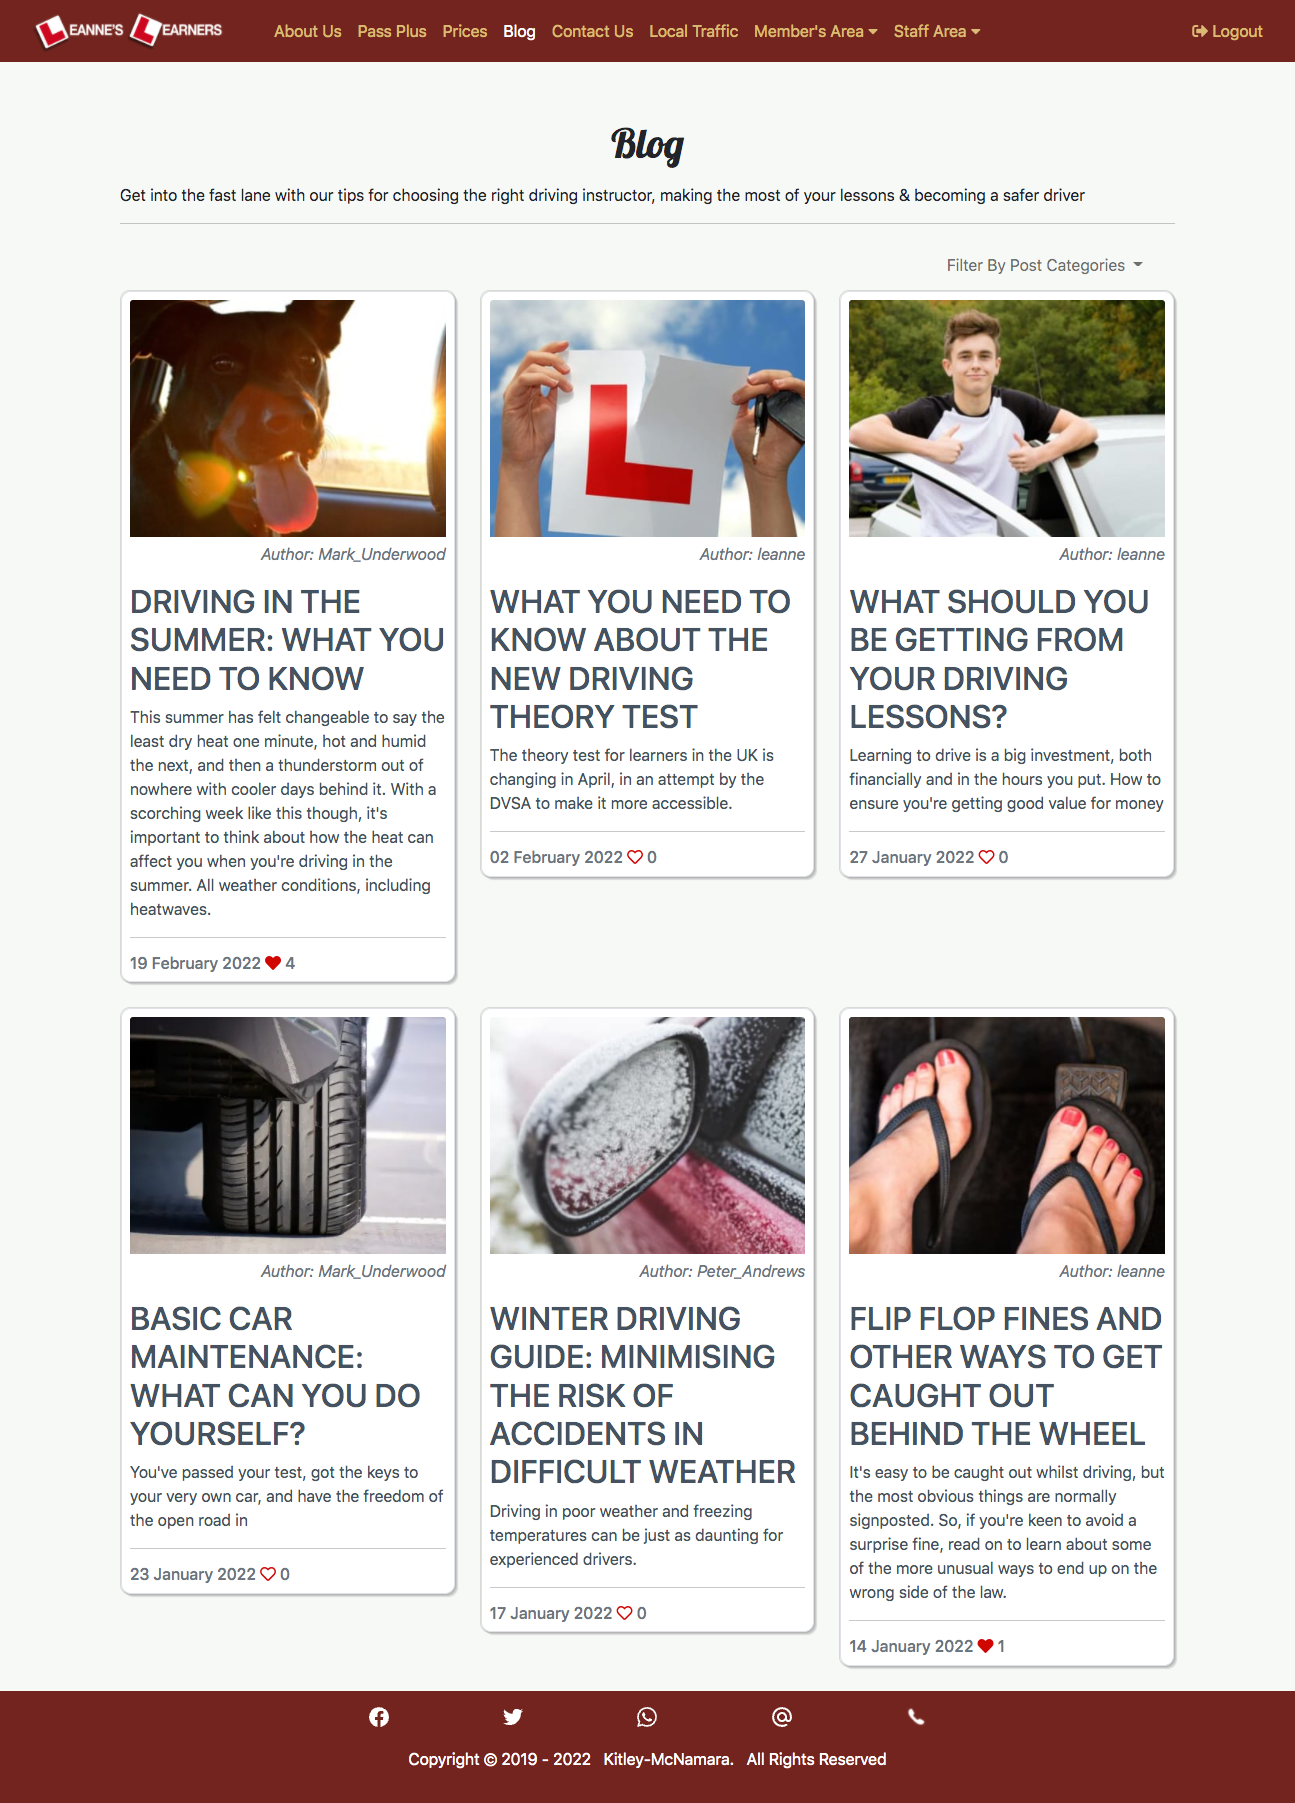 LEANNE'S LEARNERS About Us Pass Plus Prices Blog Contact Us Local Traffic Member's Area Staff Area Logout
Blog
Get into the fast lane with our tips for choosing the right driving instructor, making the most of your lessons & becoming a safer driver
Filter By Post Categories
L
Author: Mark_Underwood
DRIVING IN THE
SUMMER: WHAT YOU
NEED TO KNOW
This summer has felt changeable to say the
least dry heat one minute, hot and humid
the next, and then a thunderstorm out of
nowhere with cooler days behind it. With a
scorching week like this though, it's
important to think about how the heat can
affect you when you're driving in the
summer. All weather conditions, including
heatwaves.
19 February 2022 4
Author: leanne
WHAT YOU NEED TO
KNOW ABOUT THE
NEW DRIVING
THEORY TEST
The theory test for learners in the UK is
changing in April, in an attempt by the
DVSA to make it more accessible.
02 February 2022 0
Author: leanne
WHAT SHOULD YOU
BE GETTING FROM
YOUR DRIVING
LESSONS?
Learning to drive is a big investment, both
financially and in the hours you put. How to
ensure you're getting good value for money
27 January 2022 0
Author: Mark_Underwood
BASIC CAR
MAINTENANCE:
WHAT CAN YOU DO
YOURSELF?
You've passed your test, got the keys to
your very own car, and have the freedom of
the open road in
23 January 2022 0
Author: Peter_Andrews
WINTER DRIVING
GUIDE: MINIMISING
THE RISK OF
ACCIDENTS IN
DIFFICULT WEATHER
Driving in poor weather and freezing
temperatures can be just as daunting for
experienced drivers.
17 January 2022 0
Author: leanne
FLIP FLOP FINES AND
OTHER WAYS TO GET
CAUGHT OUT
BEHIND THE WHEEL
It's easy to be caught out whilst driving, but
the most obvious things are normally
signposted. So, if you're keen to avoid a
surprise fine, read on to learn about some
of the more unusual ways to end up on the
wrong side of the law.
14 January 2022 1
Copyright © 2019 - 2022 Kitley-McNamara. All Rights Reserved